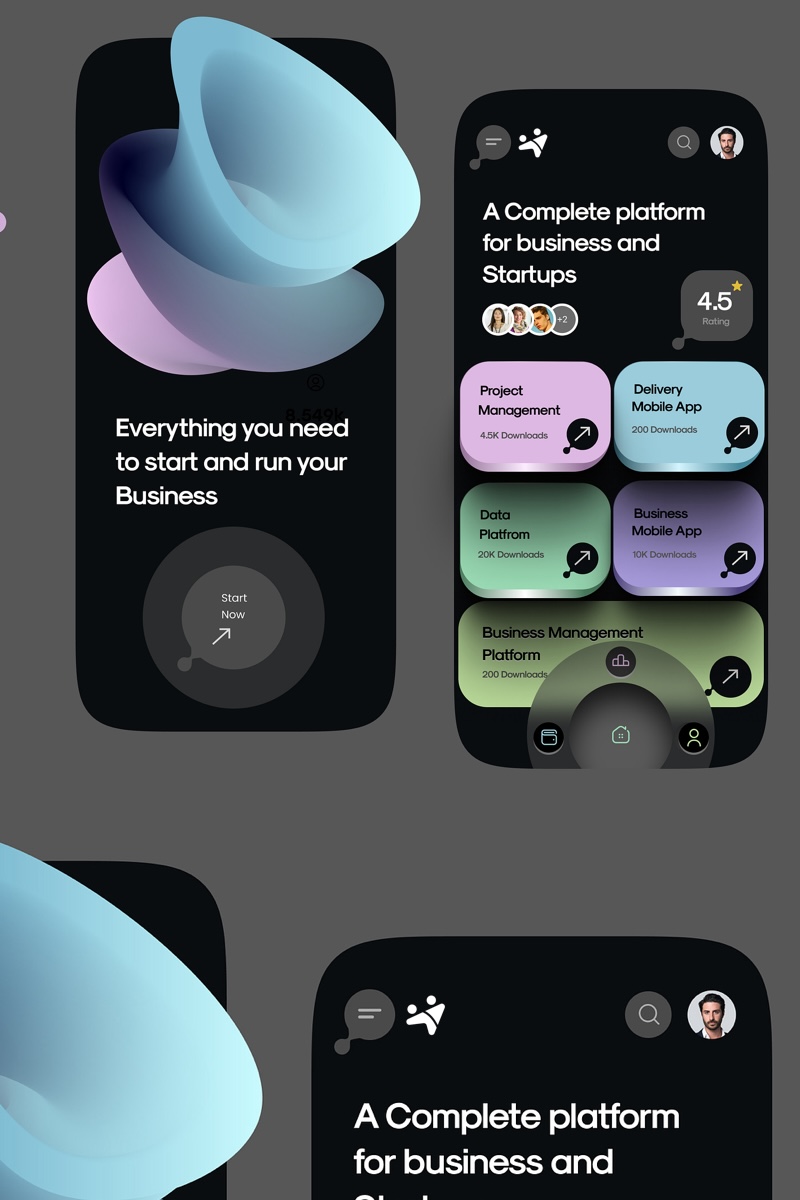 8.549k
Everything you need
to start and run your
Business
Start
Now
A Complete platform
for business and
Startups
+2
4.5
Rating
Project
Management
4.5K Downloads
Delivery
Mobile App
200 Downloads
Data
Platfrom
20K Downloads
Business
Mobile App
10K Downloads
Business Management
Platform
200 Downloads
A Complete platform
for business and